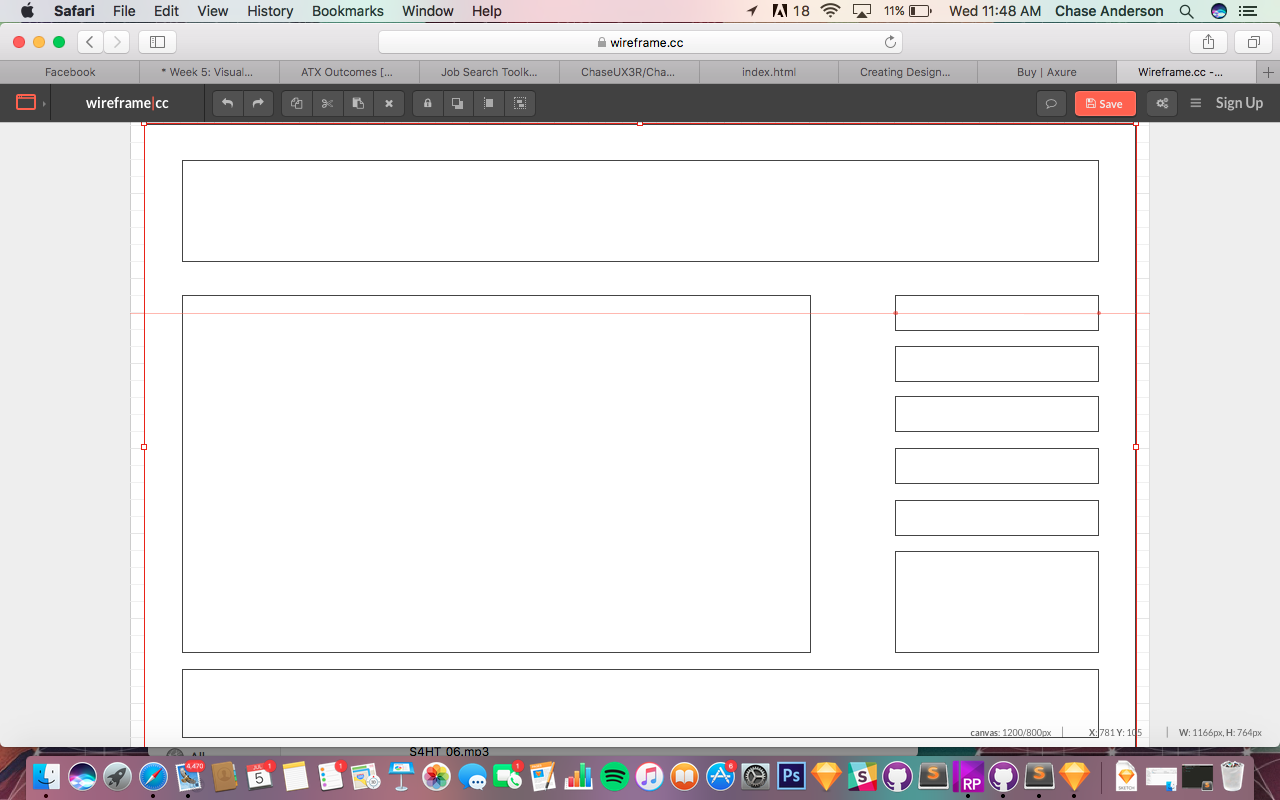 Safari File Edit View History Bookmarks Window Help 18 11% Wed 11:48 AM Chase Anderson
wireframe.cc
Facebook * Week 5: Visual... ATX Outcomes [... Job Search Toolk... ChaseUX3R/Cha... index.html Creating Design... Buy | Axure Wireframe.cc -...
wireframe|cc Save Sign Up
canvas: 1200/800px X: 781 Y: 105 W: 1166px, H: 764px
All S4HT_06.mp3
4,470 JUL 5 1 1 1 6 Ps S S RP S SKETCH